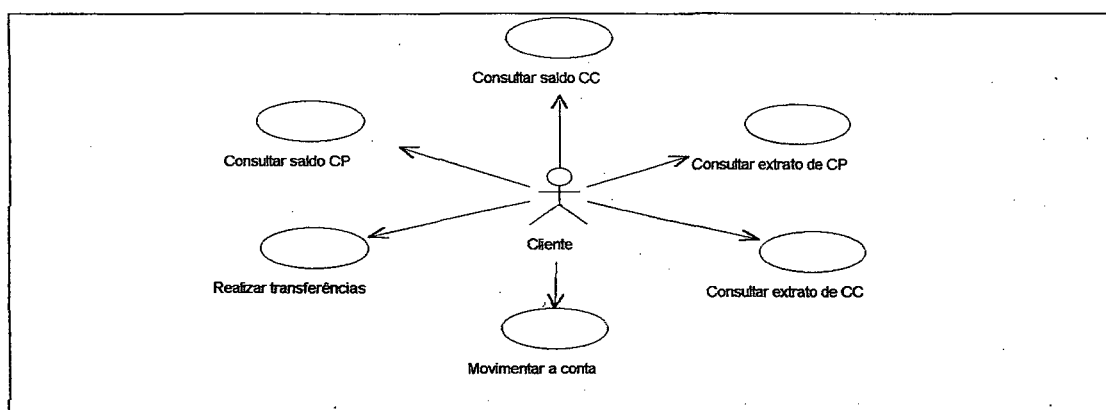 Consultar saldo CC
Consultar saldo CP
Consultar extrato de CP
Cliente
Realizar transferências
Consultar extrato de CC
Movimentar a conta